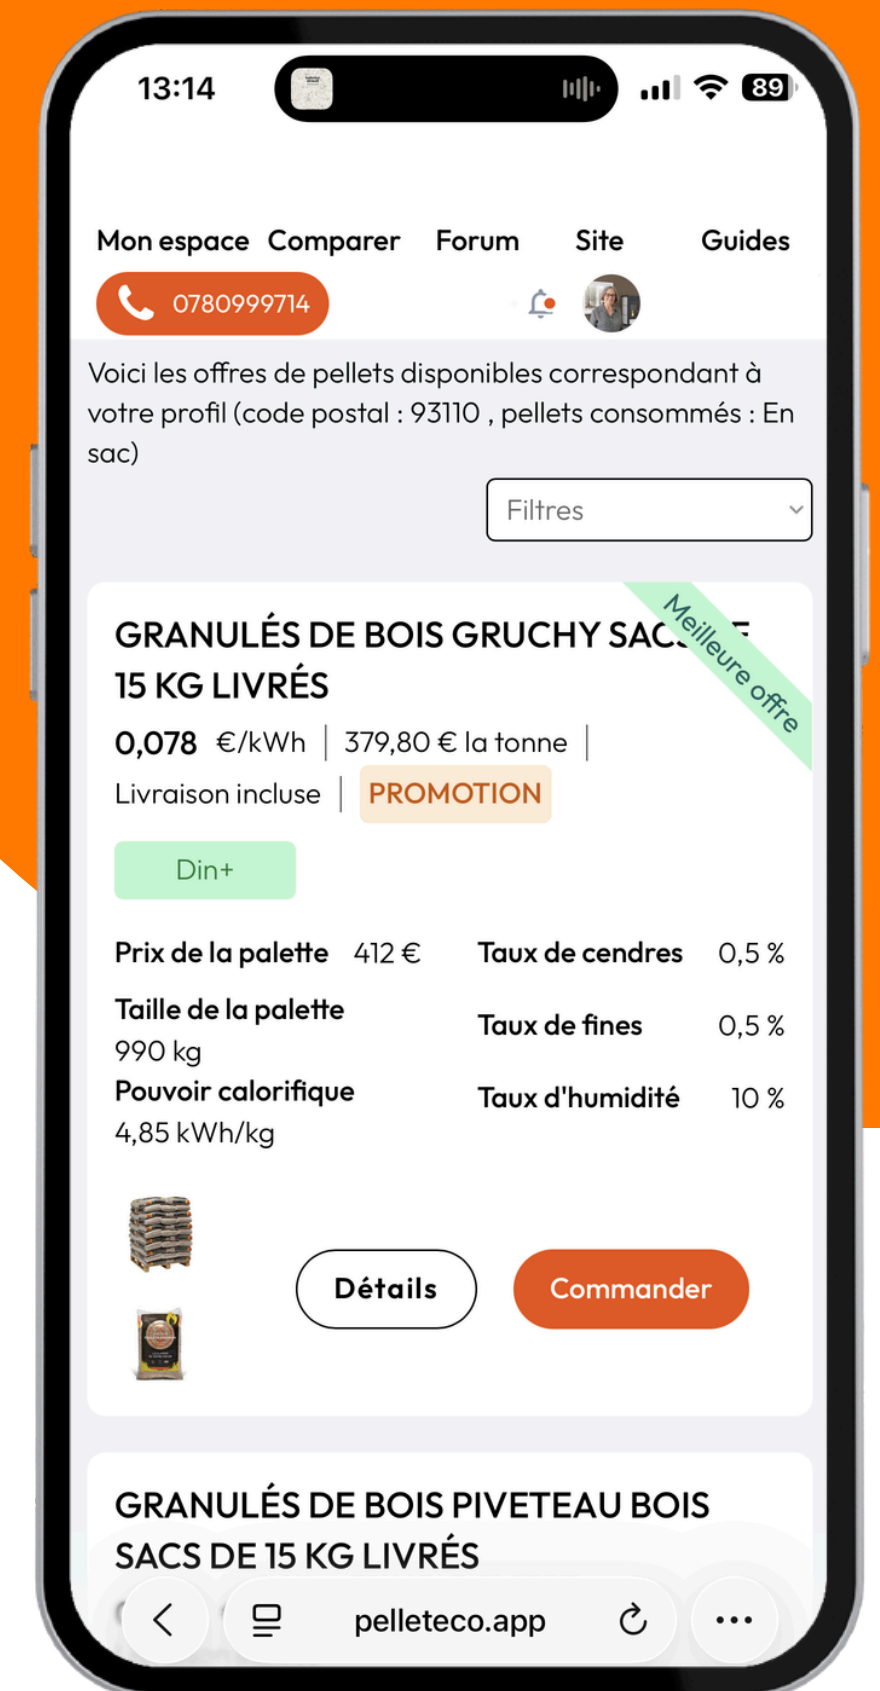 13:14
89
Mon espace Comparer Forum Site Guides
0780999714
Voici les offres de pellets disponibles correspondant à
votre profil (code postal : 93110 , pellets consommés : En
sac)
Filtres
Meilleure offre
GRANULÉS DE BOIS GRUCHY
15 KG LIVRÉS
0,078 €/kWh | 379,80 € la tonne |
Livraison incluse | PROMOTION
Din+
Prix de la palette 412 €
Taille de la palette
990 kg
Pouvoir calorifique
4,85 kWh/kg
Taux de cendres 0,5 %
Taux de fines 0,5 %
Taux d'humidité 10 %
Détails
Commander
GRANULÉS DE BOIS PIVETEAU BOIS
SACS DE 15 KG LIVRÉS
pelleteco.app